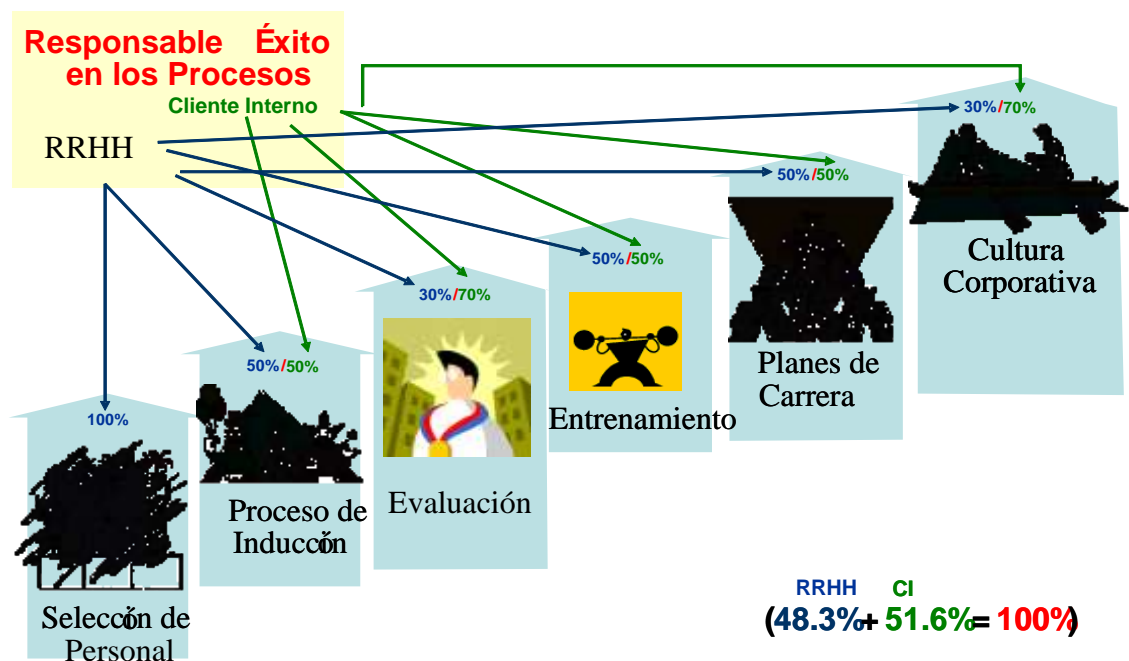 Responsable Éxito
en los Procesos
Cliente Interno
RRHH
100%
Selección de
Personal
50%/50%
Proceso de
Inducción
30%/70%
Evaluación
50%/50%
Entrenamiento
50%/50%
Planes de
Carrera
30%/70%
Cultura
Corporativa
RRHH CI
(48.3%+ 51.6%= 100%)